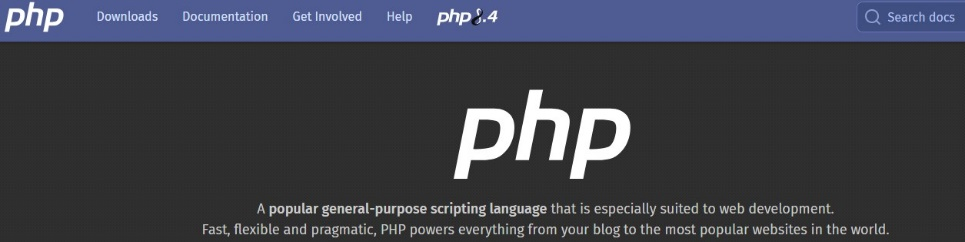 php Downloads Documentation Get Involved Help php8.4 Search docs
php
A popular general-purpose scripting language that is especially suited to web development.
Fast, flexible and pragmatic, PHP powers everything from your blog to the most popular websites in the world.